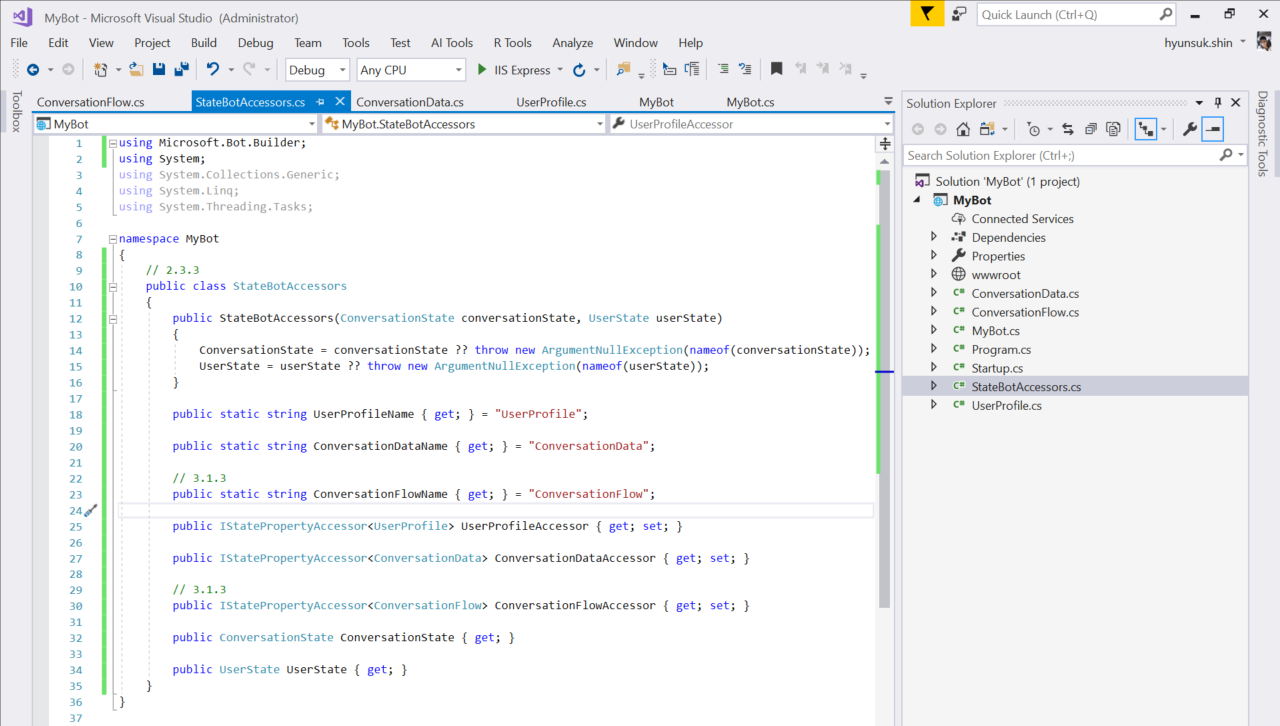 MyBot - Microsoft Visual Studio (Administrator)
Quick Launch (Ctrl+Q)
File Edit View Project Build Debug Team Tools Test AI Tools R Tools Analyze Window Help
hyunsuk.shin
Debug Any CPU IIS Express
Toolbox
ConversationFlow.cs StateBotAccessors.cs ConversationData.cs UserProfile.cs MyBot MyBot.cs
MyBot MyBot.StateBotAccessors UserProfileAccessor
1 using Microsoft.Bot.Builder;
2 using System;
3 using System.Collections.Generic;
4 using System.Linq;
5 using System.Threading.Tasks;
6
7 namespace MyBot
8 {
9 // 2.3.3
10 public class StateBotAccessors
11 {
12 public StateBotAccessors(ConversationState conversationState, UserState userState)
13 {
14 ConversationState = conversationState ?? throw new ArgumentNullException(nameof(conversationState));
15 UserState = userState ?? throw new ArgumentNullException(nameof(userState));
16 }
17
18 public static string UserProfileName { get; } = "UserProfile";
19
20 public static string ConversationDataName { get; } = "ConversationData";
21
22 // 3.1.3
23 public static string ConversationFlowName { get; } = "ConversationFlow";
24
25 public IStatePropertyAccessor<UserProfile> UserProfileAccessor { get; set; }
26
27 public IStatePropertyAccessor<ConversationData> ConversationDataAccessor { get; set; }
28
29 // 3.1.3
30 public IStatePropertyAccessor<ConversationFlow> ConversationFlowAccessor { get; set; }
31
32 public ConversationState ConversationState { get; }
33
34 public UserState UserState { get; }
35 }
36 }
37
Solution Explorer
Search Solution Explorer (Ctrl+;)
Solution 'MyBot' (1 project)
MyBot
Connected Services
Dependencies
Properties
wwwroot
C# ConversationData.cs
C# ConversationFlow.cs
C# MyBot.cs
C# Program.cs
C# Startup.cs
C# StateBotAccessors.cs
C# UserProfile.cs
Diagnostic Tools